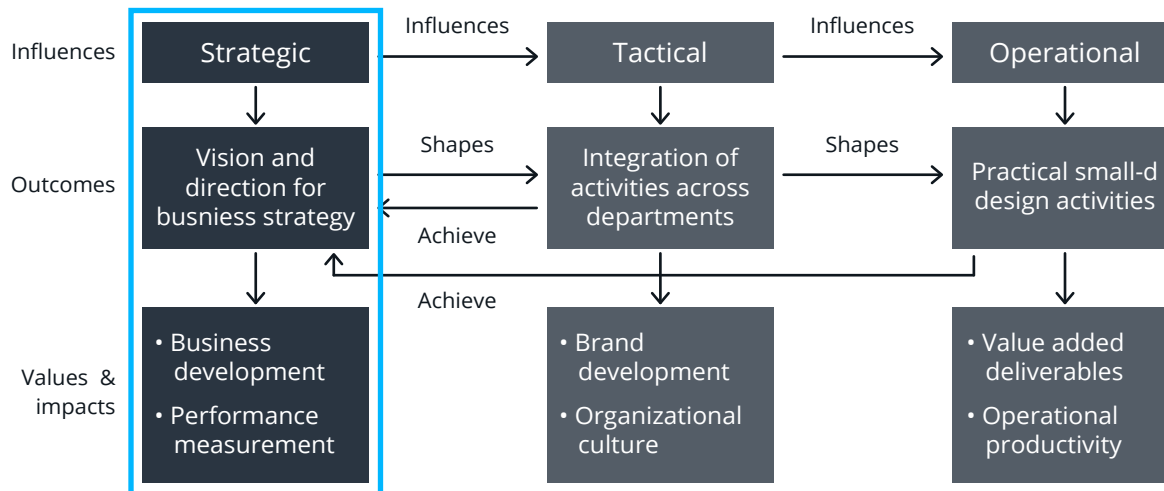 Influences
Strategic
Influences
Tactical
Influences
Operational
Outcomes
Vision and
direction for
busniess strategy
Shapes
Achieve
Integration of
activities across
departments
Shapes
Practical small-d
design activities
Achieve
Values &
impacts
• Business
development
• Performance
measurement
• Brand
development
• Organizational
culture
• Value added
deliverables
• Operational
productivity